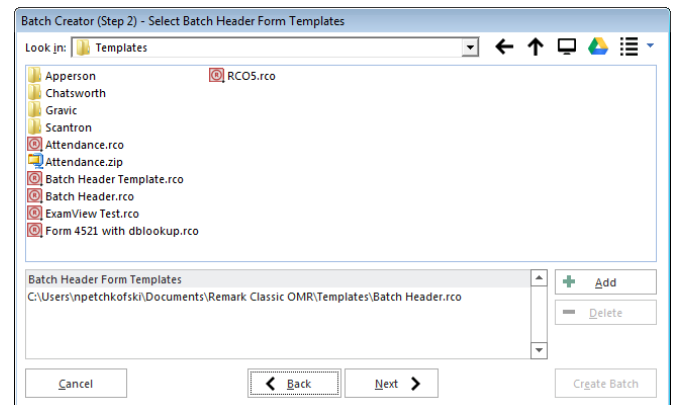 Batch Creator (Step 2) - Select Batch Header Form Templates
Look in: Templates
Apperson
Chatsworth
Gravic
Scantron
Attendance.rco
Attendance.zip
Batch Header Template.rco
Batch Header.rco
ExamView Test.rco
Form 4521 with dblookup.rco
RCO5.rco
Batch Header Form Templates
C:\Users\npetchkofski\Documents\Remark Classic OMR\Templates\Batch Header.rco
Add
Delete
Cancel Back Next Create Batch